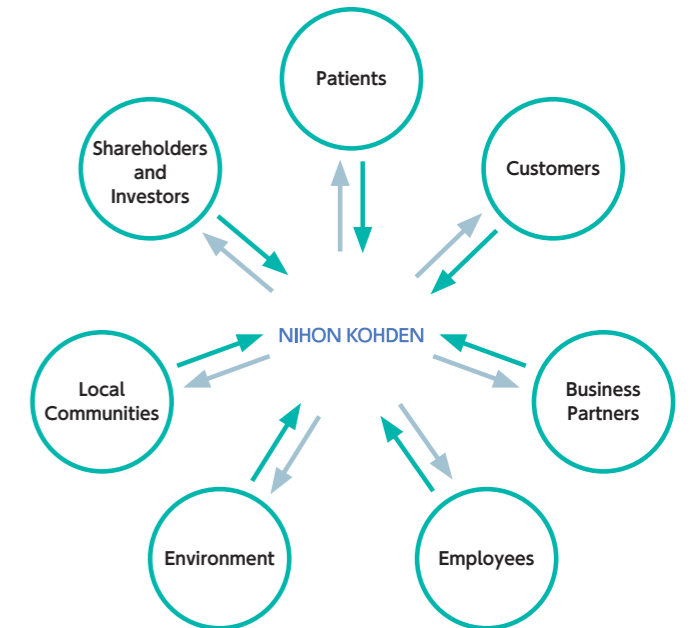 Patients
Shareholders
and
Investors
Customers
NIHON KOHDEN
Local
Communities
Business
Partners
Environment
Employees